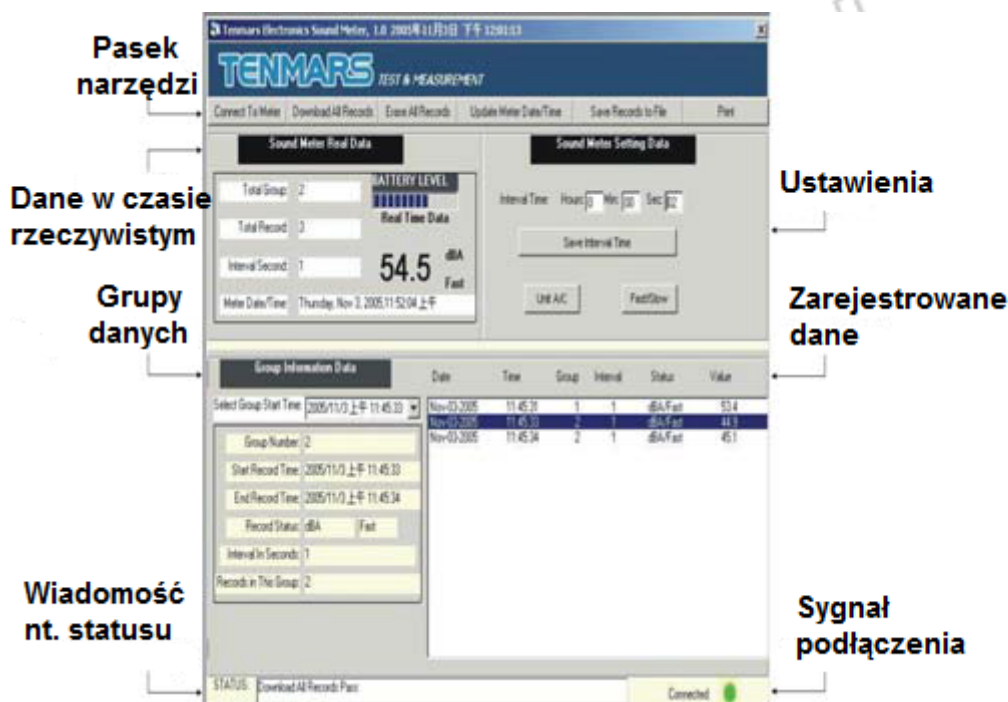 Tenmars Electronics Sound Meter, 1.0 2005年11月3日 下午 12:01:13
TENMARS TEST & MEASUREMENT
Pasek
narzędzi
Connect To Meter Download All Records Erase All Records Update Meter Date/Time Save Records to File Print
Sound Meter Real Data
Sound Meter Setting Data
Dane w czasie
rzeczywistym
Ustawienia
Total Group: 2
BATTERY LEVEL
Real Time Data
Total Record: 3
Interval Second: 1
54.5 dBA
Fast
Meter Date/Time: Thursday, Nov 3, 2005,11:52:04 上午
Interval Time: Hours: 0 Min: 00 Sec: 02
Save Interval Time
Unit A/C Fast/Slow
Grupy
danych
Zarejestrowane
dane
Group Information Data
Date Time Group Interval Status Value
Select Group Start Time: 2005/11/3 上午 11:45:33
Nov-03-2005 11:45:31 1 1 dBA/Fast 53.4
Nov-03-2005 11:45:33 2 1 dBA/Fast 44.9
Nov-03-2005 11:45:34 2 1 dBA/Fast 45.1
Group Number: 2
Start Record Time: 2005/11/3 上午 11:45:33
End Record Time: 2005/11/3 上午 11:45:34
Record Status: dBA Fast
Interval In Seconds: 1
Records in This Group: 2
Wiadomość
nt. statusu
Sygnał
podłączenia
STATUS: Download All Records Pass
Connected